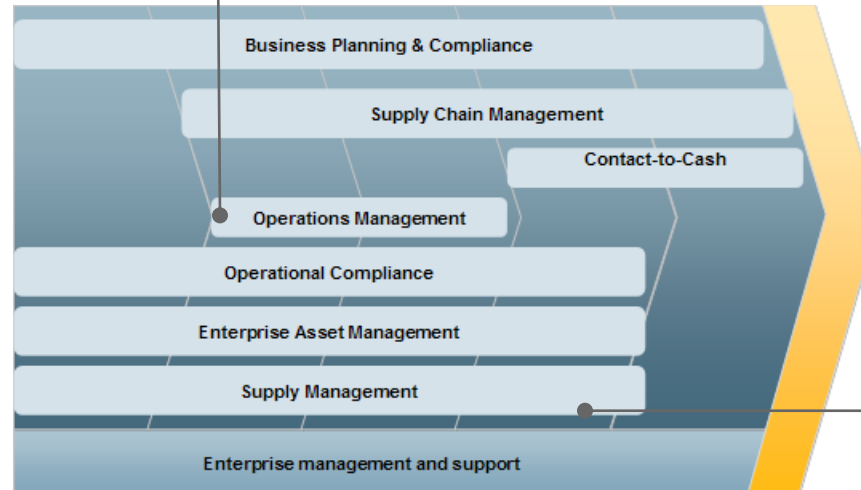 Business Planning & Compliance
Supply Chain Management
Contact-to-Cash
Operations Management
Operational Compliance
Enterprise Asset Management
Supply Management
Enterprise management and support